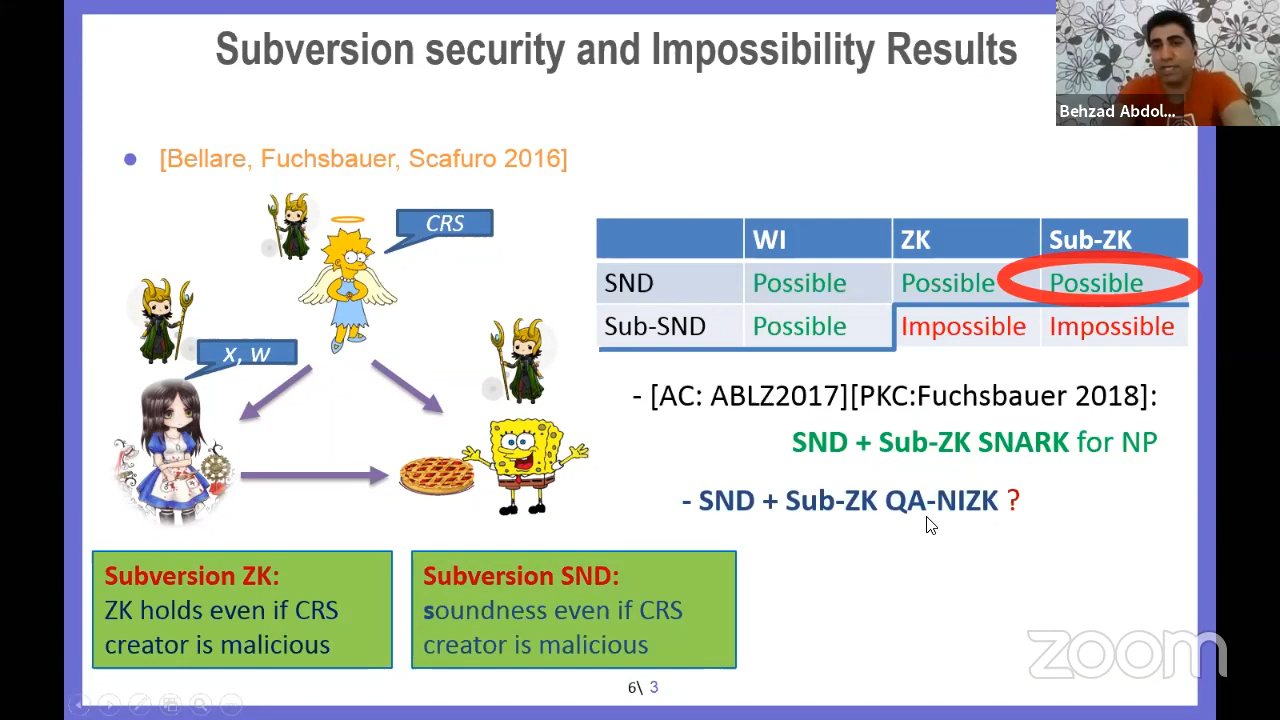 Subversion security and Impossibility Results
Behzad Abdol...
[Bellare, Fuchsbauer, Scafuro 2016]
CRS
x, w
WI ZK Sub-ZK
SND Possible Possible Possible
Sub-SND Possible Impossible Impossible
- [AC: ABLZ2017][PKC:Fuchsbauer 2018]:
SND + Sub-ZK SNARK for NP
- SND + Sub-ZK QA-NIZK ?
Subversion ZK:
ZK holds even if CRS
creator is malicious
Subversion SND:
soundness even if CRS
creator is malicious
6\ 3
zoom